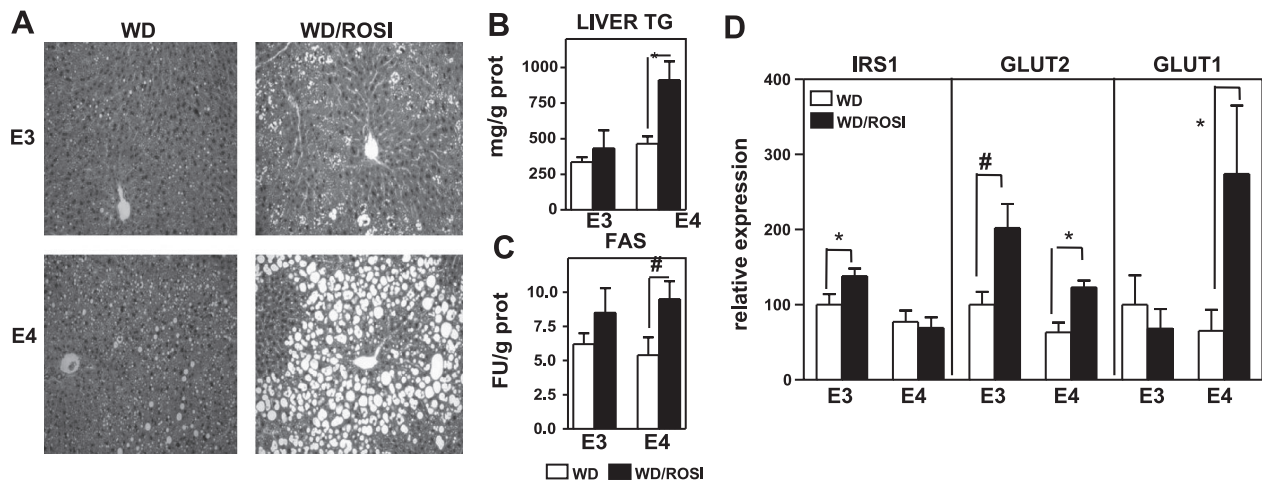 A
WD
WD/ROSI
E3
E4
B
LIVER TG
mg/g prot
1000
750
500
250
0
*
E3
E4
C
FAS
FU/g prot
10.0
7.5
5.0
2.5
0.0
#
E3
E4
WD
WD/ROSI
D
IRS1
GLUT2
GLUT1
relative expression
400
300
200
100
0
WD
WD/ROSI
*
#
*
*
E3
E4
E3
E4
E3
E4